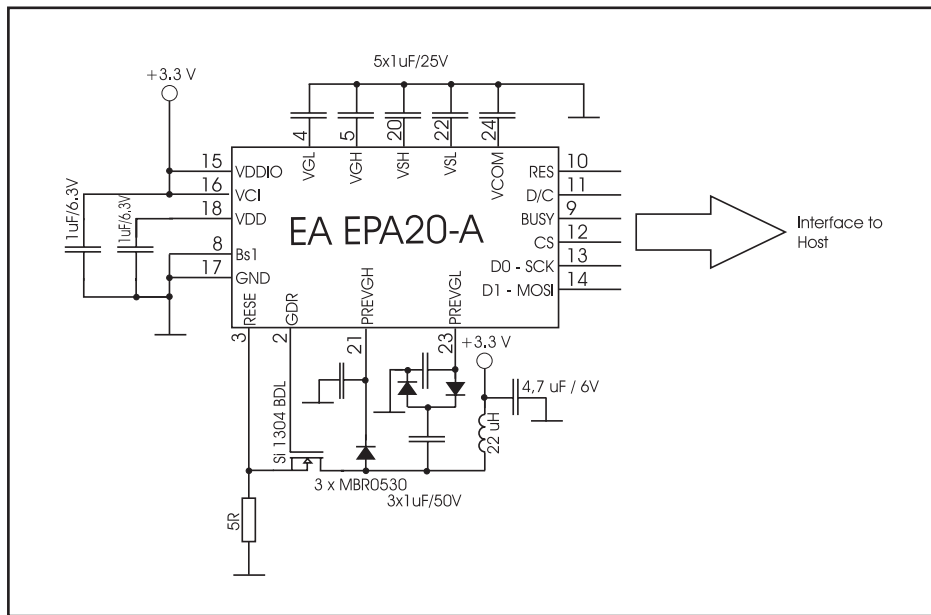 5x1uF/25V
+3.3 V
4
5
20
22
24
VGL
VGH
VSH
VSL
VCOM
15 VDDIO
16 VCI
18 VDD
8 Bs1
17 GND
1uF/6.3V
1uF/6.3V
EA EPA20-A
RES 10
D/C 11
BUSY 9
CS 12
D0 - SCK 13
D1 - MOSI 14
Interface to
Host
RESE
GDR
PREVGH
PREVGL
3
2
21
23
+3.3 V
4,7 uF / 6V
22 uH
Si 1304 BDL
3 x MBR0530
3x1uF/50V
5R